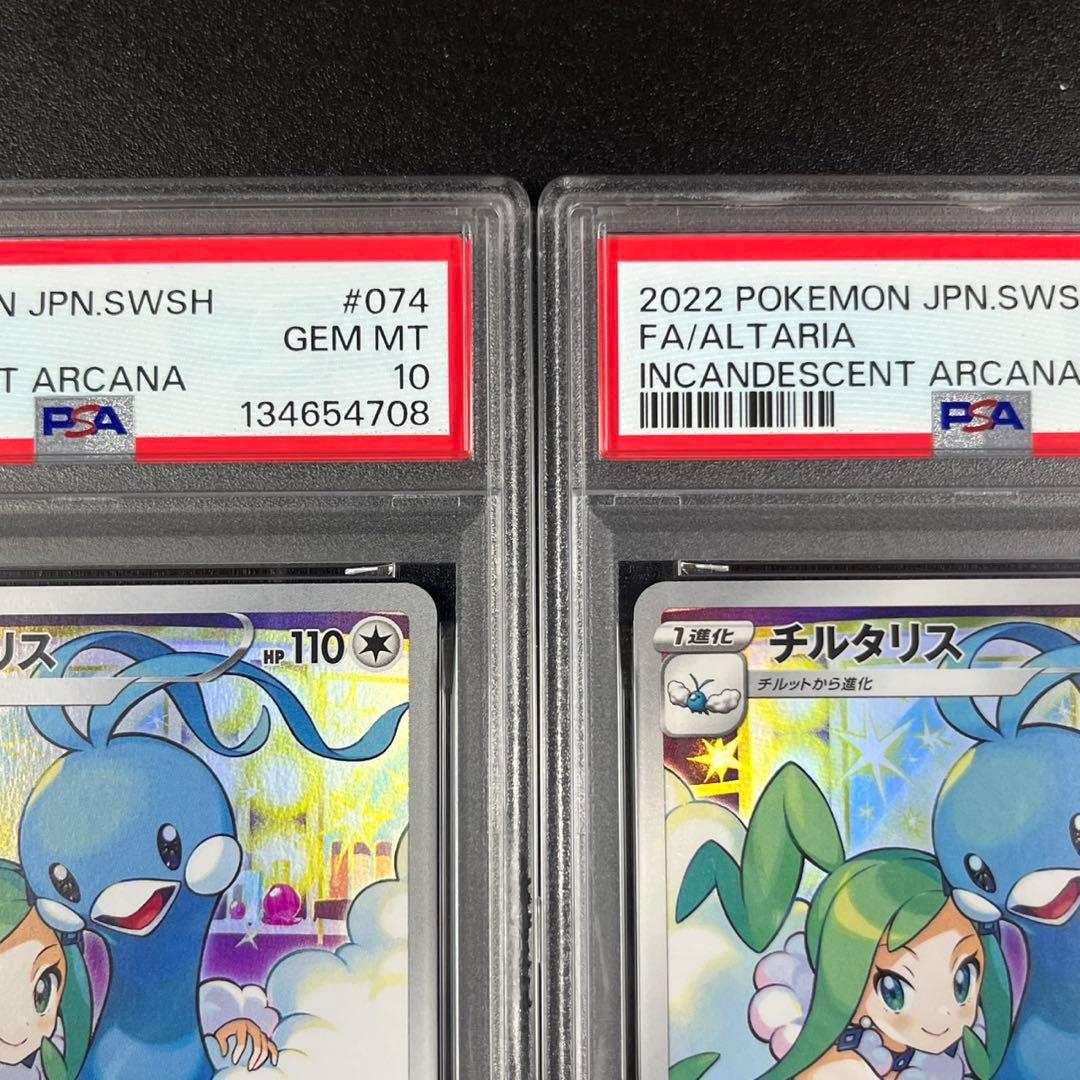 N JPN.SWSH #074
GEM MT
T ARCANA 10
PSA 134654708
2022 POKEMON JPN.SWS
FA/ALTARIA
INCANDESCENT ARCANA
PSA
リス HP 110
1進化 チルタリス
チルットから進化